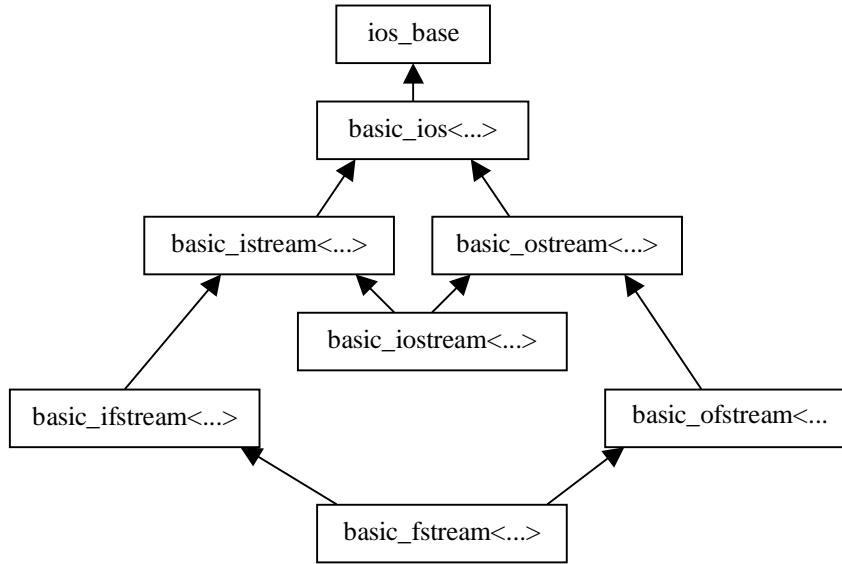 ios_base
basic_ios<...>
basic_istream<...>
basic_ostream<...>
basic_iostream<...>
basic_ifstream<...>
basic_ofstream<...
basic_fstream<...>